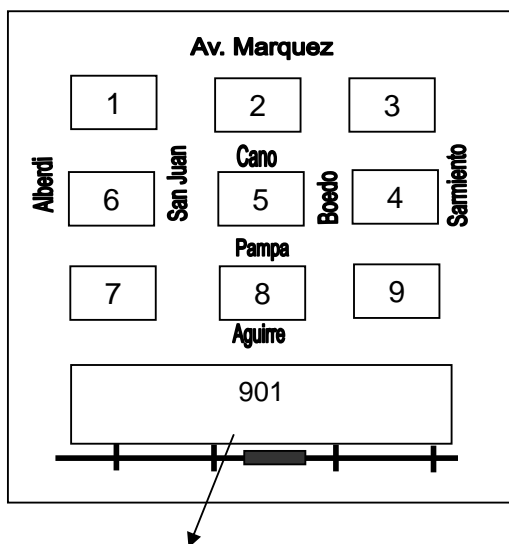 Av. Marquez
1 2 3
Cano
Alberdi
6
San Juan
5
Boedo
4
Sarmiento
Pampa
7 8 9
Aguirre
901